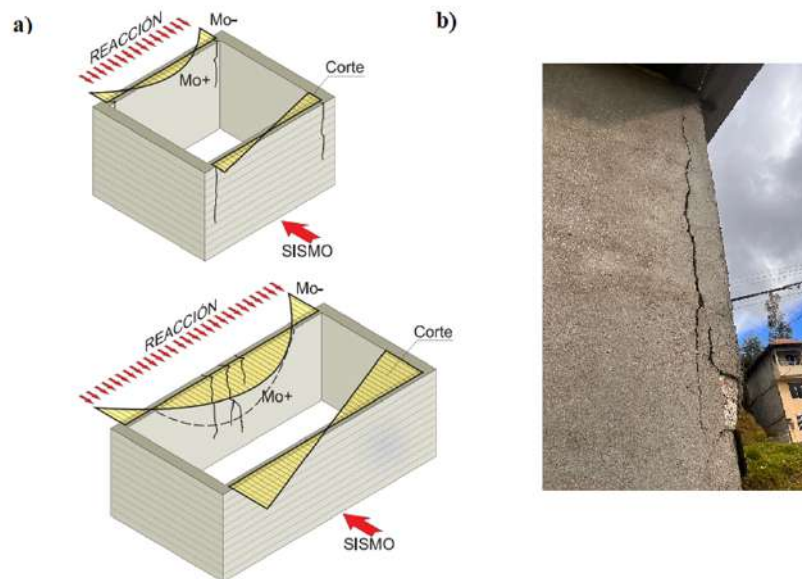 a)
REACCIÓN
Mo-
Corte
Mo+
SISMO
Mo-
REACCIÓN
Corte
Mo+
SISMO
b)